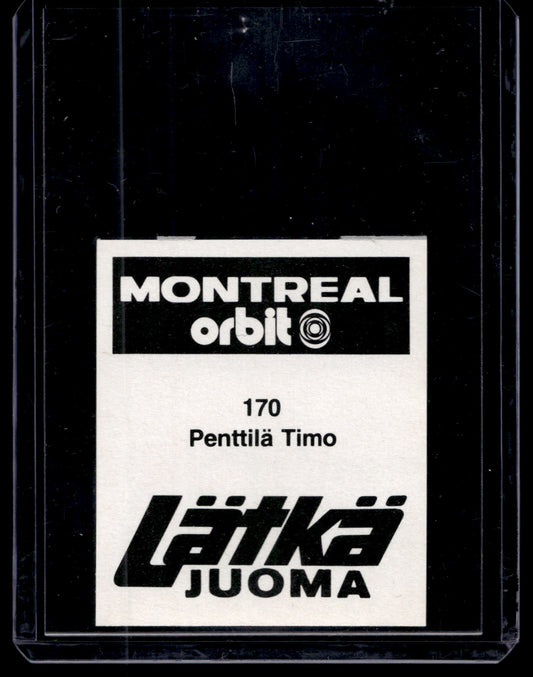 MONTREAL
orbit
170
Penttilä Timo
Lätkä
JUOMA